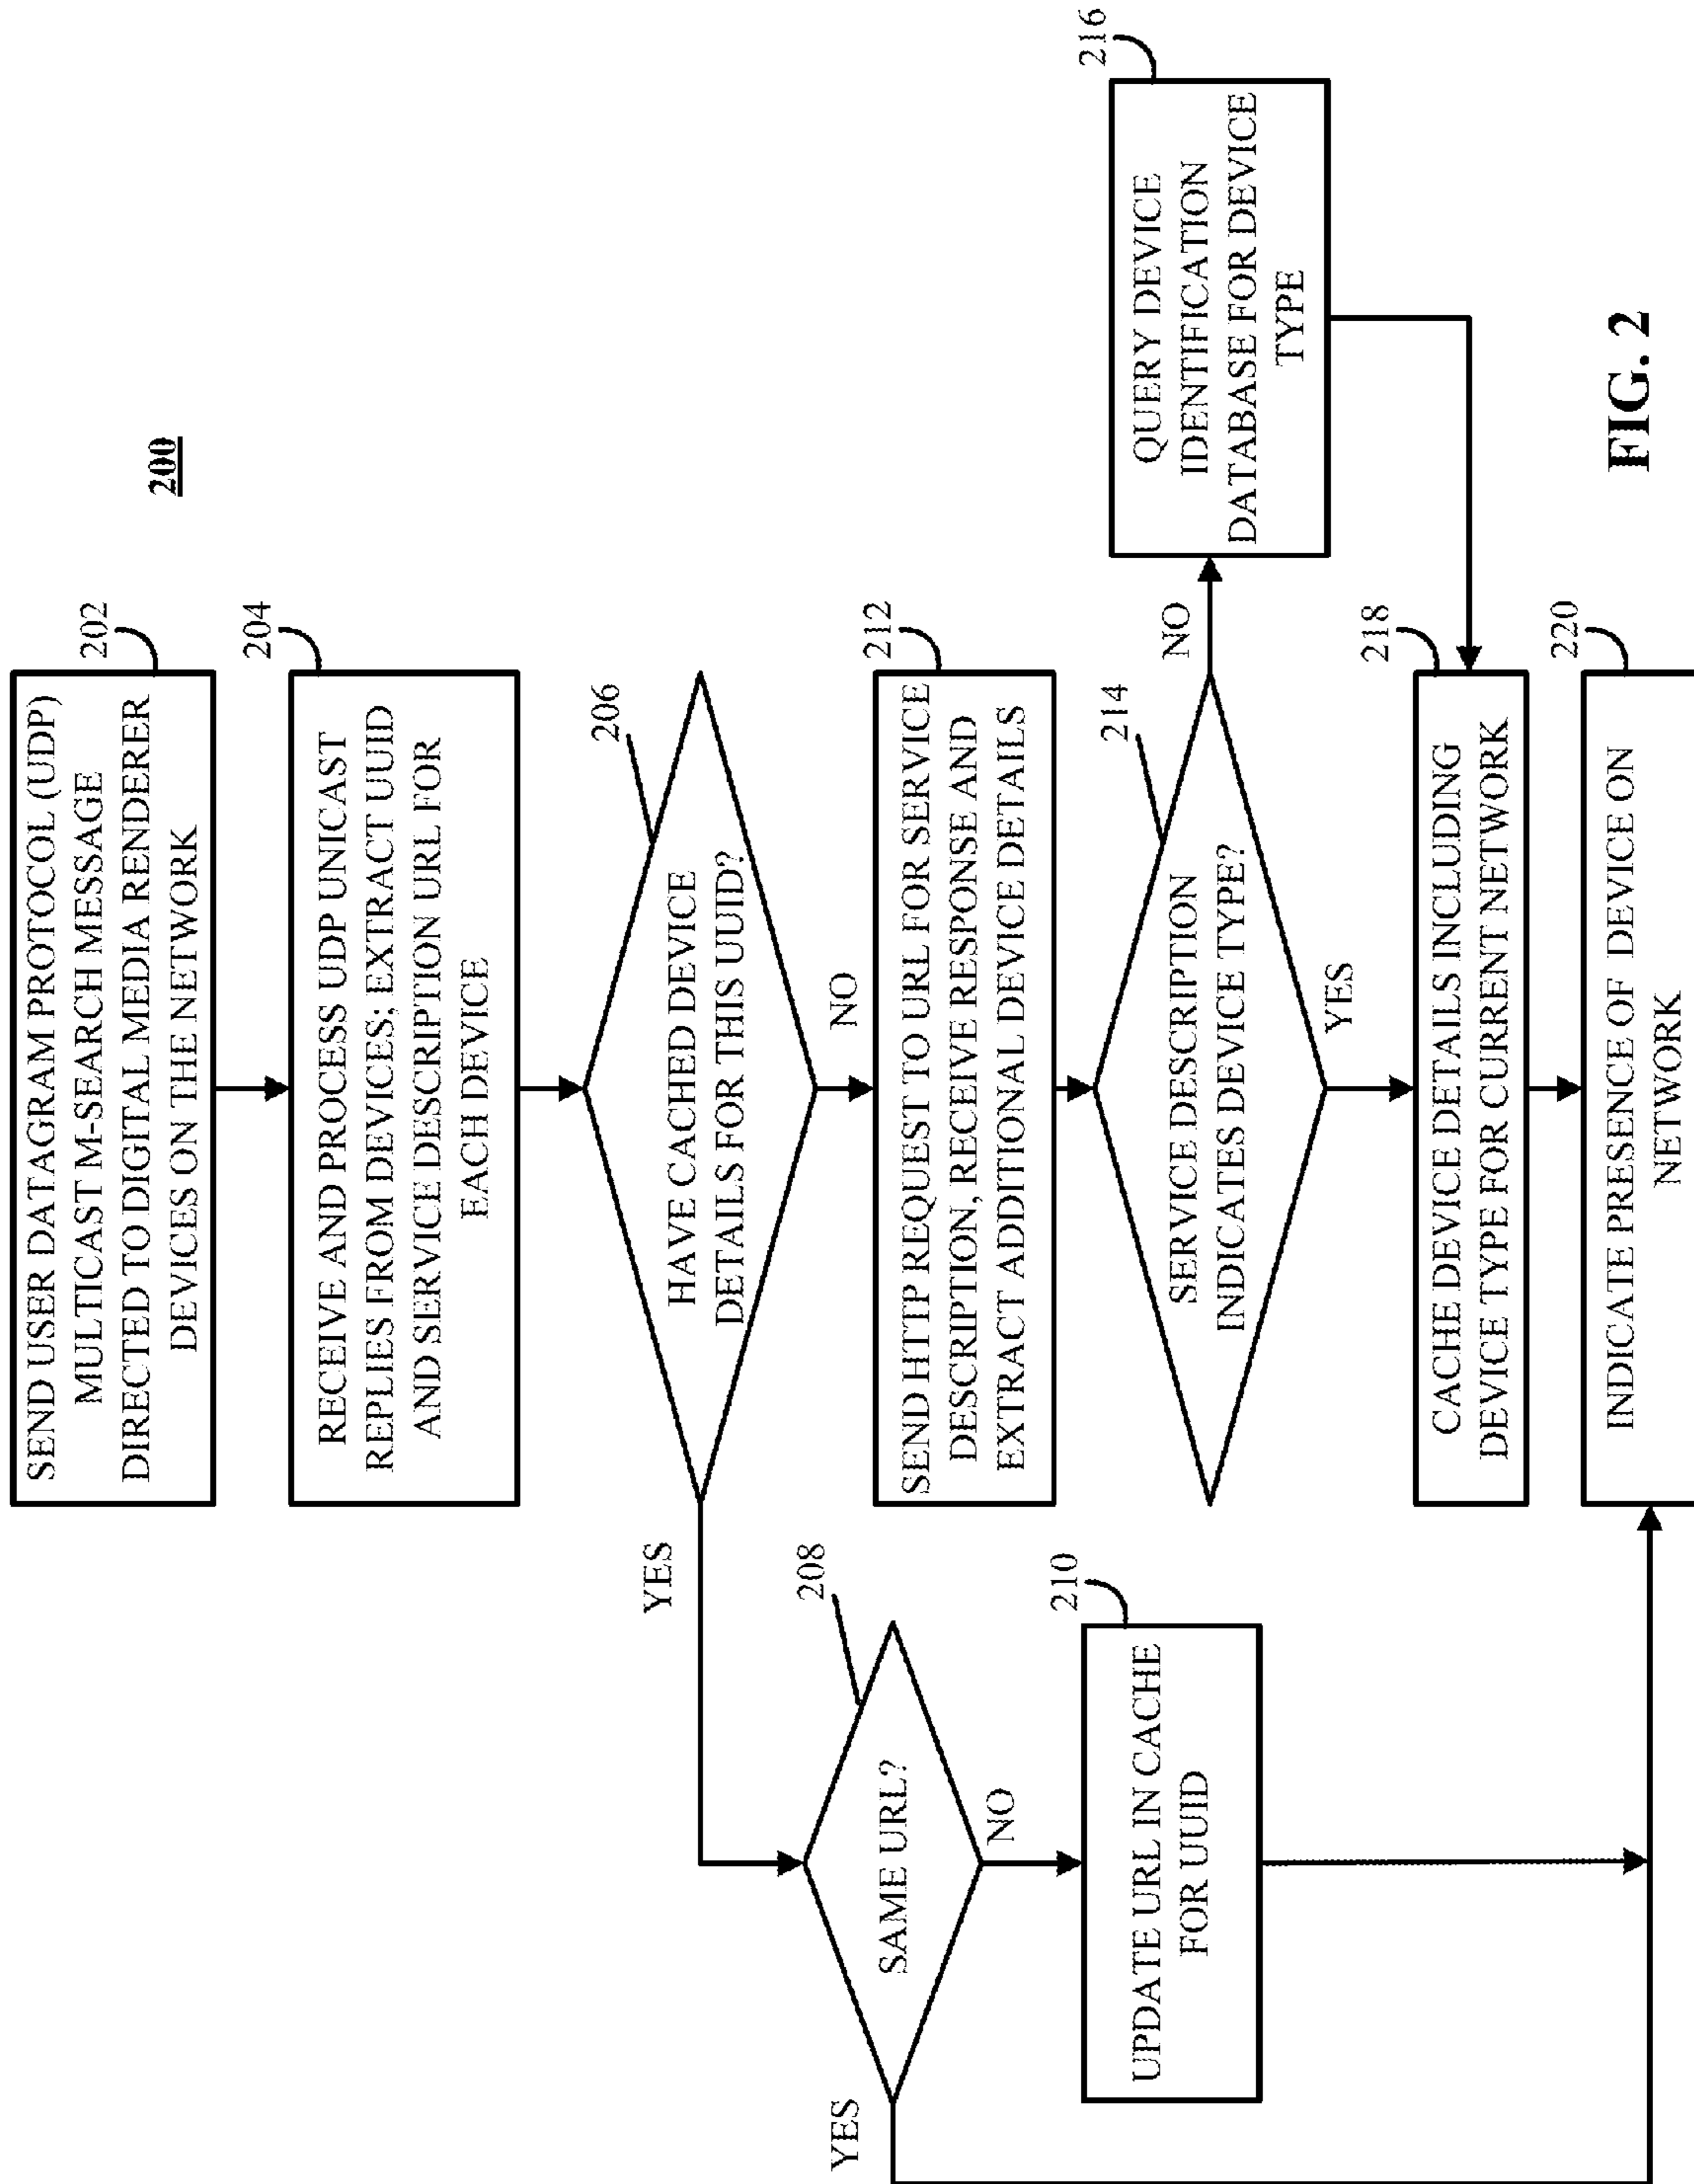 200
SEND USER DATAGRAM PROTOCOL (UDP)
MULTICAST M-SEARCH MESSAGE
DIRECTED TO DIGITAL MEDIA RENDERER
DEVICES ON THE NETWORK
202
RECEIVE AND PROCESS UDP UNICAST
REPLIES FROM DEVICES; EXTRACT UUID
AND SERVICE DESCRIPTION URL FOR
EACH DEVICE
204
HAVE CACHED DEVICE
DETAILS FOR THIS UUID?
206
YES
NO
SAME URL?
208
YES
NO
UPDATE URL IN CACHE
FOR UUID
210
SEND HTTP REQUEST TO URL FOR SERVICE
DESCRIPTION, RECEIVE RESPONSE AND
EXTRACT ADDITIONAL DEVICE DETAILS
212
SERVICE DESCRIPTION
INDICATES DEVICE TYPE?
214
NO
YES
QUERY DEVICE
IDENTIFICATION
DATABASE FOR DEVICE
TYPE
216
CACHE DEVICE DETAILS INCLUDING
DEVICE TYPE FOR CURRENT NETWORK
218
INDICATE PRESENCE OF DEVICE ON
NETWORK
220
FIG. 2